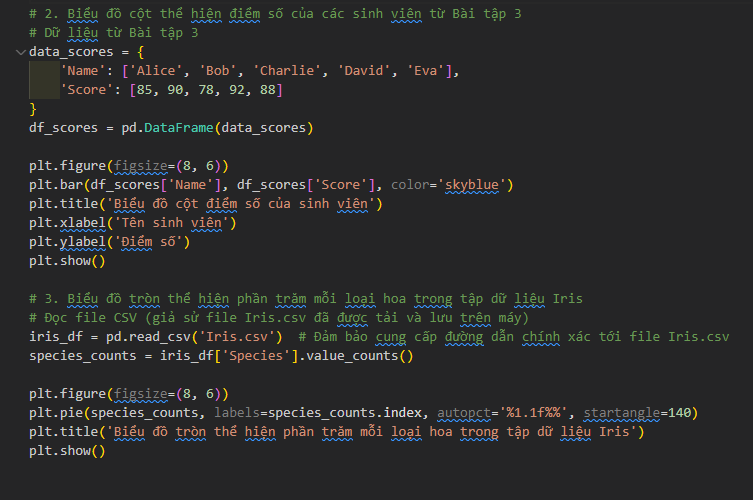 # 2. Biểu đồ cột thể hiện điểm số của các sinh viên từ Bài tập 3
# Dữ liệu từ Bài tập 3
data_scores = {
    'Name': ['Alice', 'Bob', 'Charlie', 'David', 'Eva'],
    'Score': [85, 90, 78, 92, 88]
}
df_scores = pd.DataFrame(data_scores)

plt.figure(figsize=(8, 6))
plt.bar(df_scores['Name'], df_scores['Score'], color='skyblue')
plt.title('Biểu đồ cột điểm số của sinh viên')
plt.xlabel('Tên sinh viên')
plt.ylabel('Điểm số')
plt.show()

# 3. Biểu đồ tròn thể hiện phần trăm mỗi loại hoa trong tập dữ liệu Iris
# Đọc file CSV (giả sử file Iris.csv đã được tải và lưu trên máy)
iris_df = pd.read_csv('Iris.csv')  # Đảm bảo cung cấp đường dẫn chính xác tới file Iris.csv
species_counts = iris_df['Species'].value_counts()

plt.figure(figsize=(8, 6))
plt.pie(species_counts, labels=species_counts.index, autopct='%1.1f%%', startangle=140)
plt.title('Biểu đồ tròn thể hiện phần trăm mỗi loại hoa trong tập dữ liệu Iris')
plt.show()